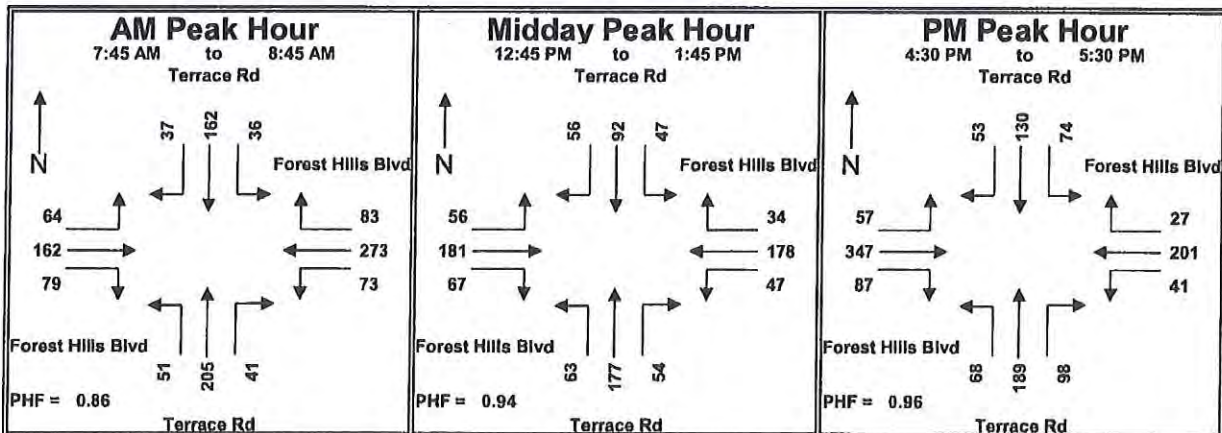 AM Peak Hour
7:45 AM to 8:45 AM
Terrace Rd
37 162 36
N
Forest Hills Blvd
64 83
162 273
79 73
Forest Hills Blvd
51 205 41
PHF = 0.86
Terrace Rd
Midday Peak Hour
12:45 PM to 1:45 PM
Terrace Rd
56 92 47
N
Forest Hills Blvd
56 34
181 178
67 47
Forest Hills Blvd
63 177 54
PHF = 0.94
Terrace Rd
PM Peak Hour
4:30 PM to 5:30 PM
Terrace Rd
53 130 74
N
Forest Hills Blvd
57 27
347 201
87 41
Forest Hills Blvd
68 189 98
PHF = 0.96
Terrace Rd